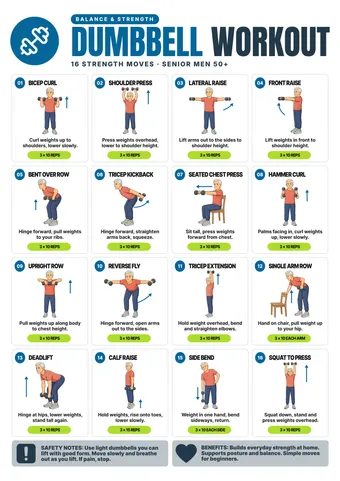 BALANCE & STRENGTH
DUMBBELL WORKOUT
16 STRENGTH MOVES · SENIOR MEN 50+
01 BICEP CURL
Curl weights up to
shoulders, lower slowly.
3 × 10 REPS
02 SHOULDER PRESS
Press weights overhead,
lower to shoulder height.
3 × 10 REPS
03 LATERAL RAISE
Lift arms out to the sides to
shoulder height.
3 × 10 REPS
04 FRONT RAISE
Lift weights in front to
shoulder height.
3 × 10 REPS
05 BENT OVER ROW
Hinge forward, pull weights
to your ribs.
3 × 10 REPS
06 TRICEP KICKBACK
Hinge forward, straighten
arms back, squeeze.
3 × 10 REPS
07 SEATED CHEST PRESS
Sit tall, press weights
forward from chest.
3 × 10 REPS
08 HAMMER CURL
Palms facing in, curl weights
up, lower slowly.
3 × 10 REPS
09 UPRIGHT ROW
Pull weights up along body
to chest height.
3 × 10 REPS
10 REVERSE FLY
Hinge forward, open arms
out to the sides.
3 × 10 REPS
11 TRICEP EXTENSION
Hold weight overhead, bend
and straighten elbows.
3 × 10 REPS
12 SINGLE ARM ROW
Hand on chair, pull weight up
to your hip.
3 × 10 EACH ARM
13 DEADLIFT
Hinge at hips, lower weights,
stand tall again.
3 × 10 REPS
14 CALF RAISE
Hold weights, rise onto toes,
lower slowly.
3 × 15 REPS
15 SIDE BEND
Weight in one hand, bend
sideways, return.
3 × 10 EACH SIDE
16 SQUAT TO PRESS
Squat down, stand and
press weights overhead.
3 × 10 REPS
SAFETY NOTES: Use light dumbbells you can
lift with good form. Move slowly and breathe
out as you lift. If pain, stop.
BENEFITS: Builds everyday strength at home.
Supports posture and balance. Simple moves
for beginners.